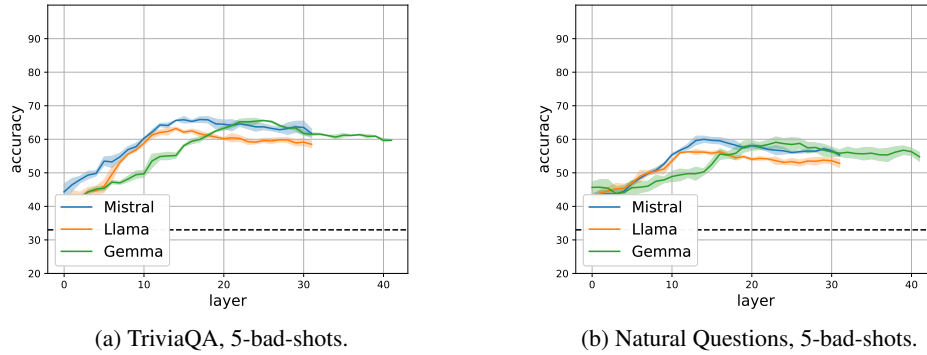 90
80
70
60
50
40
30
20
accuracy
Mistral
Llama
Gemma
0
10
20
30
40
layer
(a) TriviaQA, 5-bad-shots.
90
80
70
60
50
40
30
20
accuracy
Mistral
Llama
Gemma
0
10
20
30
40
layer
(b) Natural Questions, 5-bad-shots.